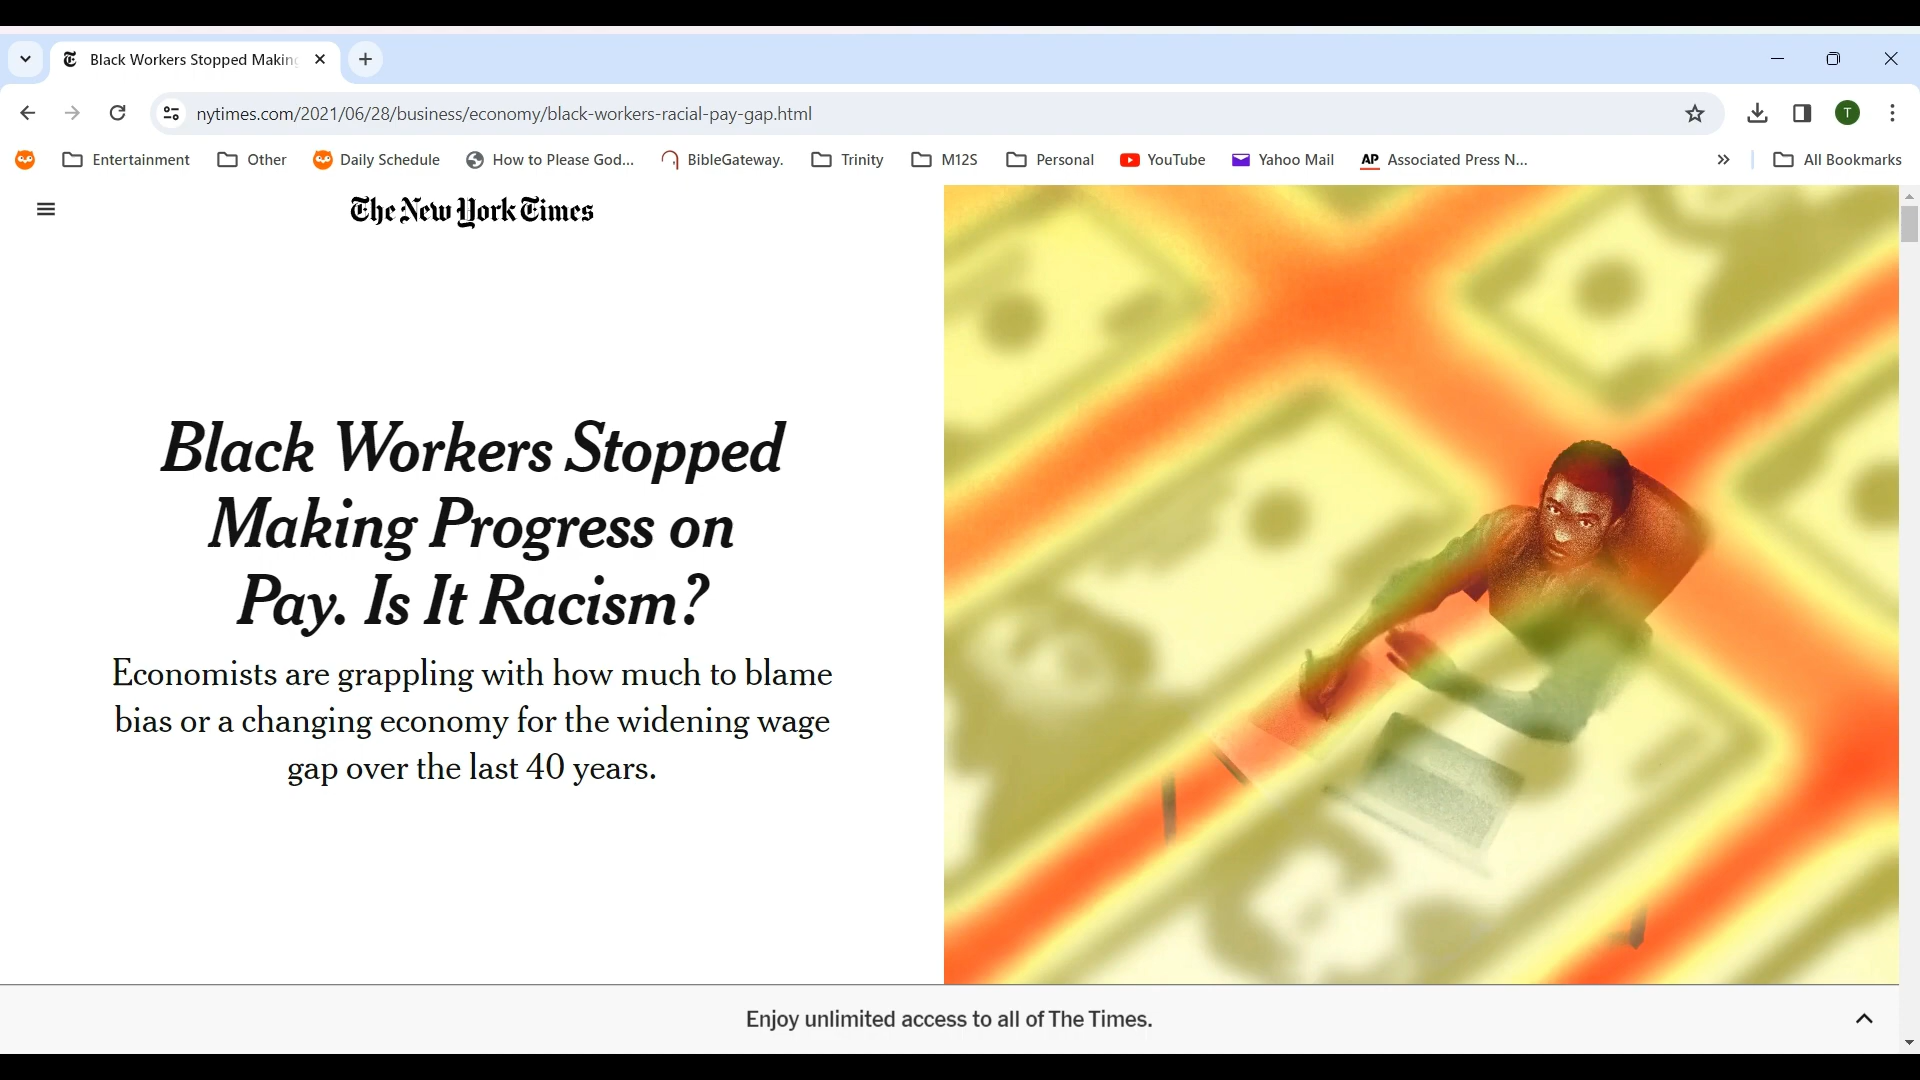 Black Workers Stopped Makin
nytimes.com/2021/06/28/business/economy/black-workers-racial-pay-gap.html
T
Entertainment
Other
Daily Schedule
How to Please God...
BibleGateway.
Trinity
M12S
Personal
YouTube
Yahoo Mail
AP Associated Press N...
All Bookmarks
The New York Times
Black Workers Stopped
Making Progress on
Pay. Is It Racism?
Economists are grappling with how much to blame
bias or a changing economy for the widening wage
gap over the last 40 years.
Enjoy unlimited access to all of The Times.